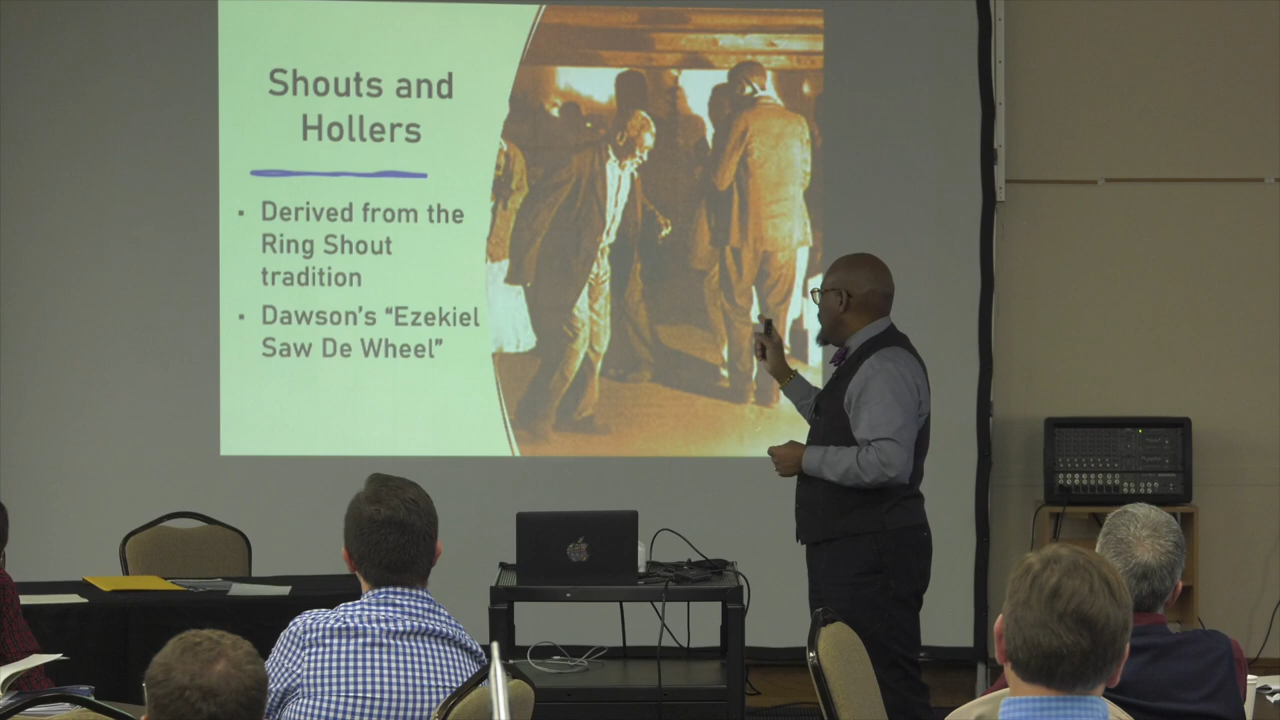 Shouts and
Hollers
▪ Derived from the
Ring Shout
tradition
▪ Dawson's “Ezekiel
Saw De Wheel”